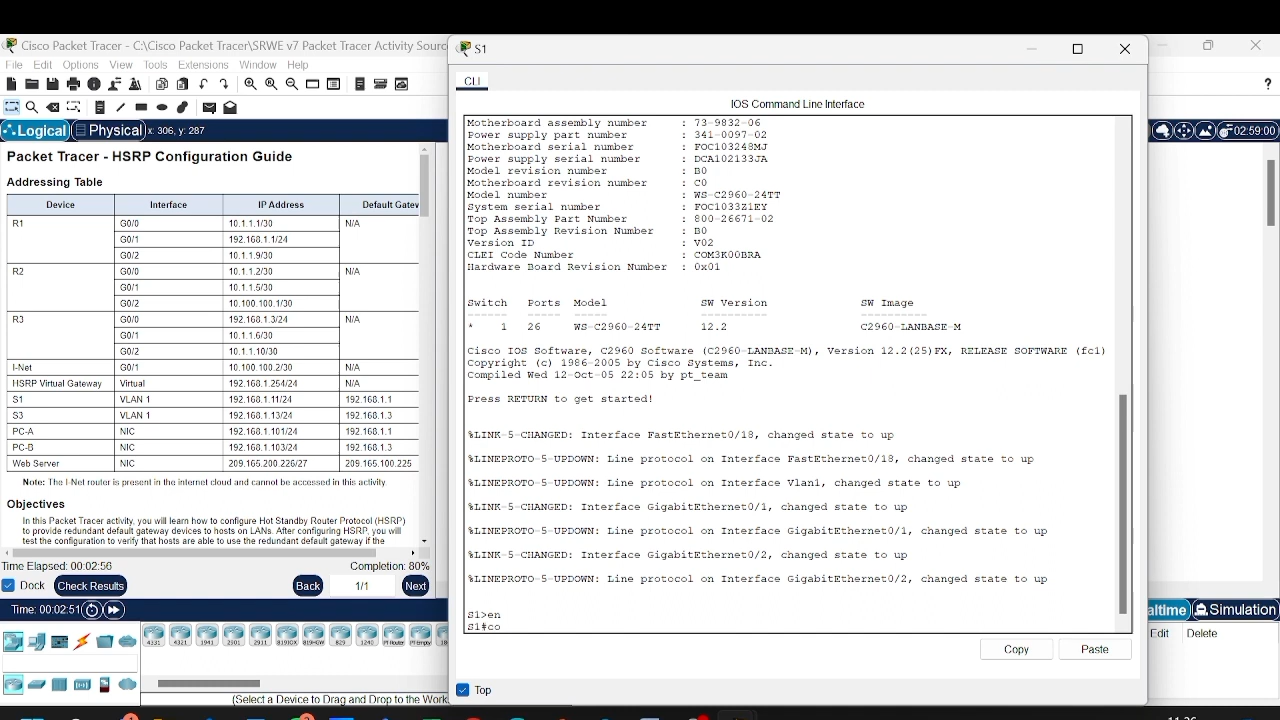 Cisco Packet Tracer - C:\Cisco Packet Tracer\SRWE v7 Packet Tracer Activity Sourc
File Edit Options View Tools Extensions Window Help
Logical Physical x: 306, y: 287
02:59:00
Packet Tracer - HSRP Configuration Guide
Addressing Table
Device Interface IP Address Default Gatew
R1 G0/0 10.1.1.1/30 N/A
G0/1 192.168.1.1/24
G0/2 10.1.1.9/30
R2 G0/0 10.1.1.2/30 N/A
G0/1 10.1.1.5/30
G0/2 10.100.100.1/30
R3 G0/0 192.168.1.3/24 N/A
G0/1 10.1.1.6/30
G0/2 10.1.1.10/30
I-Net G0/1 10.100.100.2/30 N/A
HSRP Virtual Gateway Virtual 192.168.1.254/24 N/A
S1 VLAN 1 192.168.1.11/24 192.168.1.1
S3 VLAN 1 192.168.1.13/24 192.168.1.3
PC-A NIC 192.168.1.101/24 192.168.1.1
PC-B NIC 192.168.1.103/24 192.168.1.3
Web Server NIC 209.165.200.226/27 209.165.100.225
Note: The I-Net router is present in the internet cloud and cannot be accessed in this activity.
Objectives
In this Packet Tracer activity, you will learn how to configure Hot Standby Router Protocol (HSRP)
to provide redundant default gateway devices to hosts on LANs. After configuring HSRP, you will
test the configuration to verify that hosts are able to use the redundant default gateway if the
Time Elapsed: 00:02:56 Completion: 80%
Dock Check Results Back 1/1 Next
Time: 00:02:51
4331 4321 1941 2901 2911 819IOX 819HGW 829 1240 PT-Router PT-Empty 18
(Select a Device to Drag and Drop to the Work
S1
CLI
IOS Command Line Interface
Motherboard assembly number : 73-9832-06
Power supply part number : 341-0097-02
Motherboard serial number : FOC103248MJ
Power supply serial number : DCA102133JA
Model revision number : B0
Motherboard revision number : C0
Model number : WS-C2960-24TT
System serial number : FOC1033Z1EY
Top Assembly Part Number : 800-26671-02
Top Assembly Revision Number : B0
Version ID : V02
CLEI Code Number : COM3K00BRA
Hardware Board Revision Number : 0x01
Switch Ports Model SW Version SW Image
------ ----- ----- ---------- ----------
* 1 26 WS-C2960-24TT 12.2 C2960-LANBASE-M
Cisco IOS Software, C2960 Software (C2960-LANBASE-M), Version 12.2(25)FX, RELEASE SOFTWARE (fc1)
Copyright (c) 1986-2005 by Cisco Systems, Inc.
Compiled Wed 12-Oct-05 22:05 by pt_team
Press RETURN to get started!
%LINK-5-CHANGED: Interface FastEthernet0/18, changed state to up
%LINEPROTO-5-UPDOWN: Line protocol on Interface FastEthernet0/18, changed state to up
%LINEPROTO-5-UPDOWN: Line protocol on Interface Vlan1, changed state to up
%LINK-5-CHANGED: Interface GigabitEthernet0/1, changed state to up
%LINEPROTO-5-UPDOWN: Line protocol on Interface GigabitEthernet0/1, changed state to up
%LINK-5-CHANGED: Interface GigabitEthernet0/2, changed state to up
%LINEPROTO-5-UPDOWN: Line protocol on Interface GigabitEthernet0/2, changed state to up
S1>en
S1#co
Copy Paste
Top
altime Simulation
Edit Delete
11:26